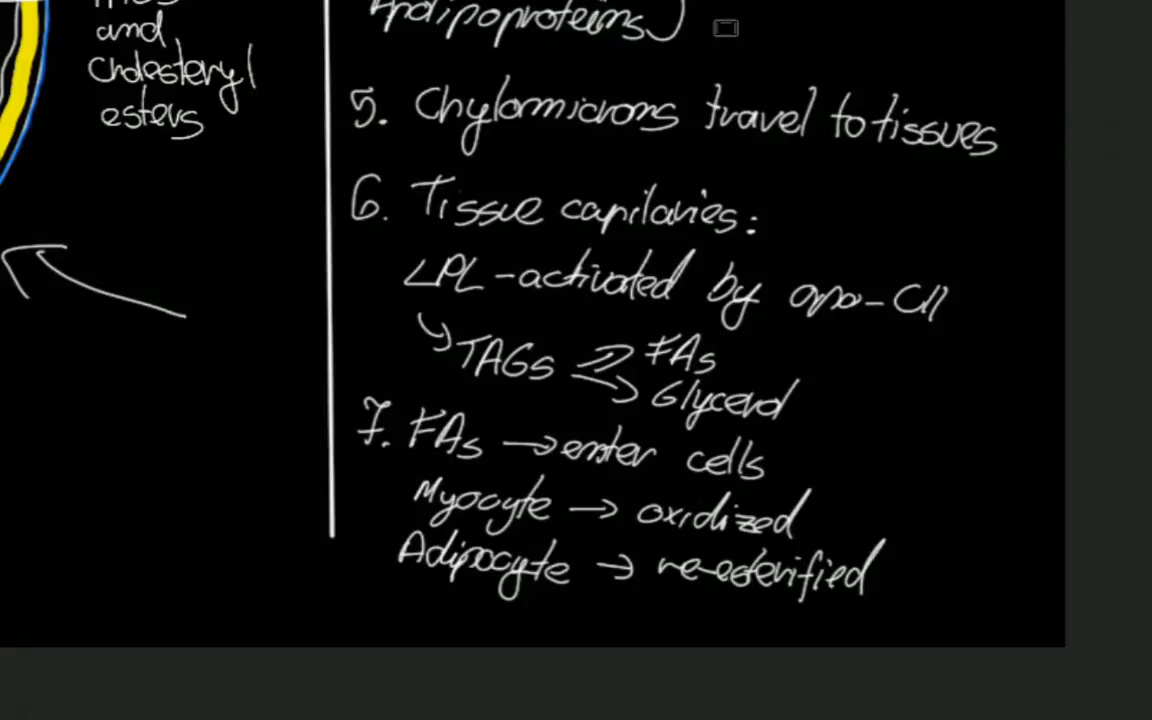 and
cholesteryl
esters
5. Chylomicrons travel to tissues
6. Tissue capilaries:
LPL-activated by apo-CII
↳ TAGs → FAs
→ Glycerol
7. FAs → enter cells
Myocyte → oxidized
Adipocyte → re-esterified